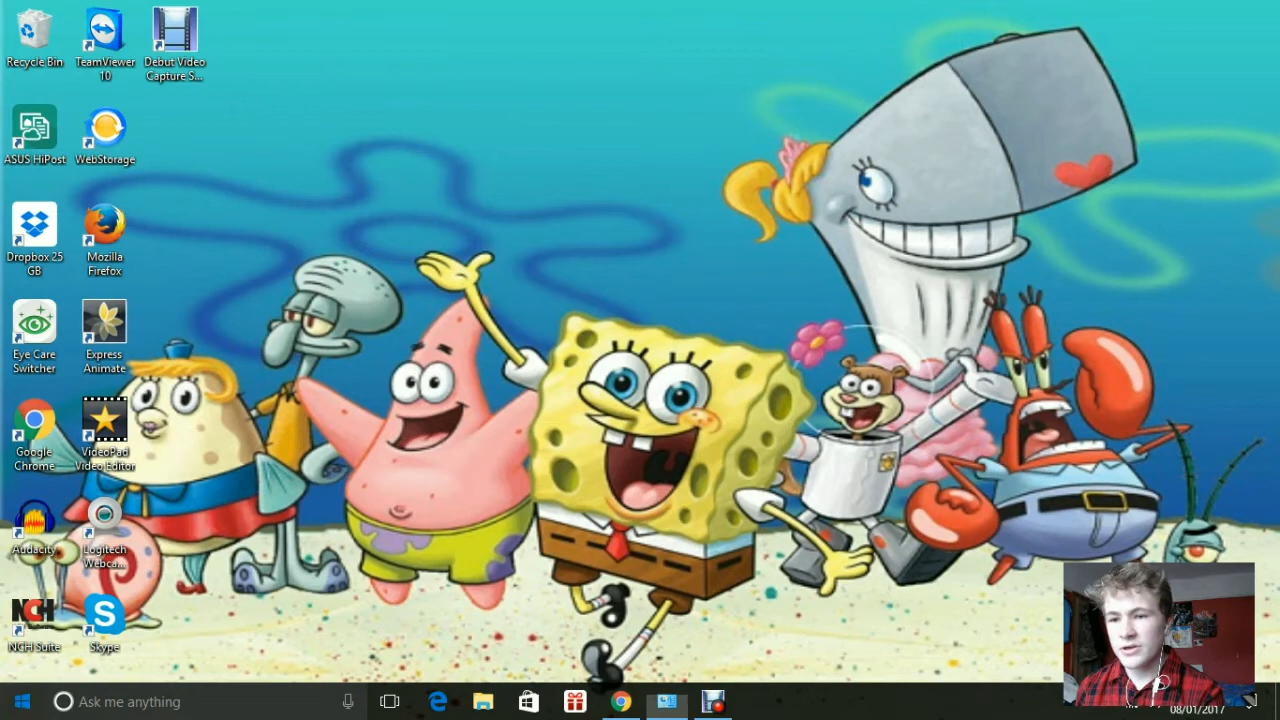 Recycle Bin
TeamViewer
10
Debut Video
Capture S...
ASUS HiPost
WebStorage
Dropbox 25
GB
Mozilla
Firefox
Eye Care
Switcher
Express
Animate
Google
Chrome
VideoPad
Video Editor
Audacity
Logitech
Webca...
NCH
NCH Suite
S
Skype
Ask me anything
08/01/2017